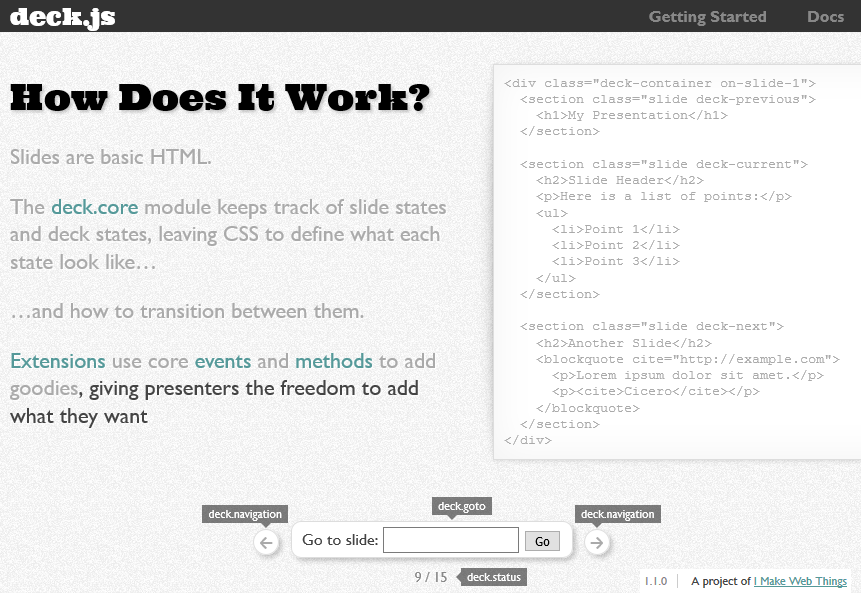 deck.js
Getting Started
Docs
How Does It Work?
Slides are basic HTML.
The deck.core module keeps track of slide states
and deck states, leaving CSS to define what each
state look like…
…and how to transition between them.
Extensions use core events and methods to add
goodies, giving presenters the freedom to add
what they want
<div class="deck-container on-slide-1">
  <section class="slide deck-previous">
    <h1>My Presentation</h1>
  </section>
  <section class="slide deck-current">
    <h2>Slide Header</h2>
    <p>Here is a list of points:</p>
    <ul>
      <li>Point 1</li>
      <li>Point 2</li>
      <li>Point 3</li>
    </ul>
  </section>
  <section class="slide deck-next">
    <h2>Another Slide</h2>
    <blockquote cite="http://example.com">
      <p>Lorem ipsum dolor sit amet.</p>
      <p><cite>Cicero</cite></p>
    </blockquote>
  </section>
</div>
deck.goto
deck.navigation
deck.navigation
Go to slide:
Go
9 / 15
deck.status
1.1.0
A project of I Make Web Things